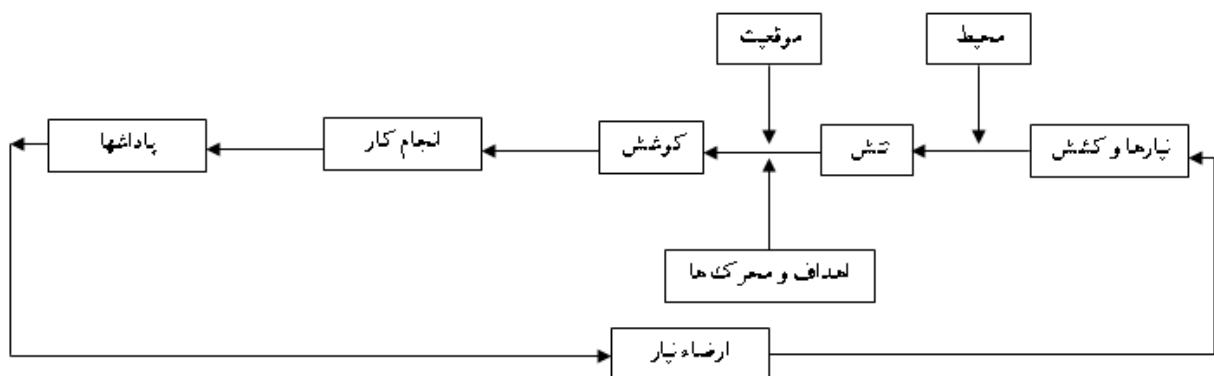 محیط
موقعیت
نیازها و کشش
تنش
کوشش
انجام کار
پاداشها
اهداف و محرک ها
ارضاء نیاز